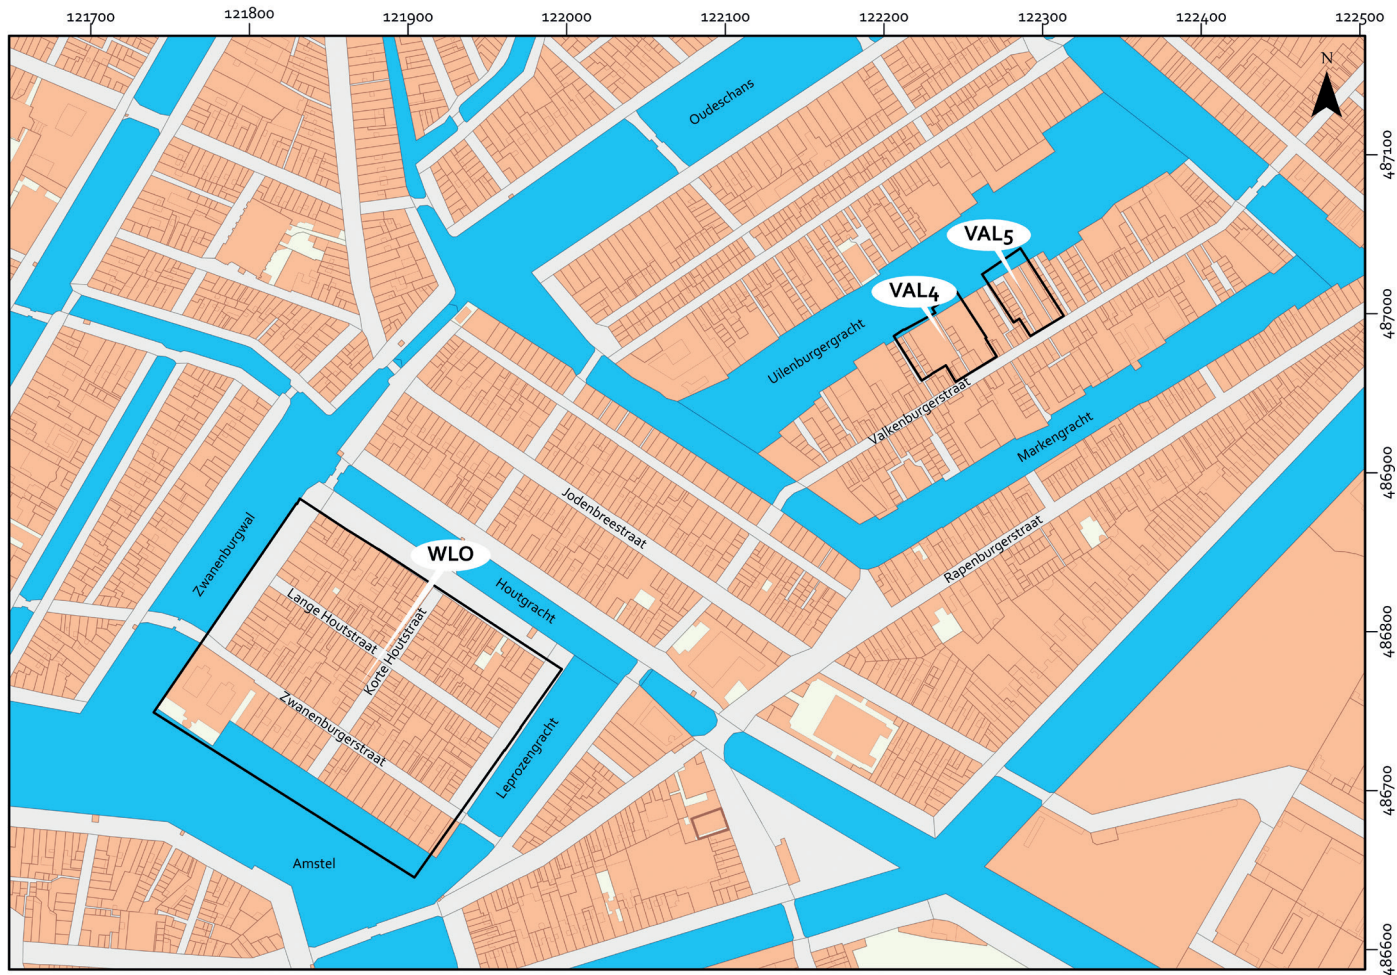 121700
121800
121900
122000
122100
122200
122300
122400
122500
N
Oudeschans
487100
VAL5
VAL4
487000
Uilenburgergracht
Valkenburgerstraat
Markengracht
486900
Jodenbreestraat
Zwanenburgwal
Rapenburgerstraat
WLO
Houtgracht
Lange Houtstraat
Korte Houtstraat
486800
Zwanenburgerstraat
Leprozengracht
486700
Amstel
486600